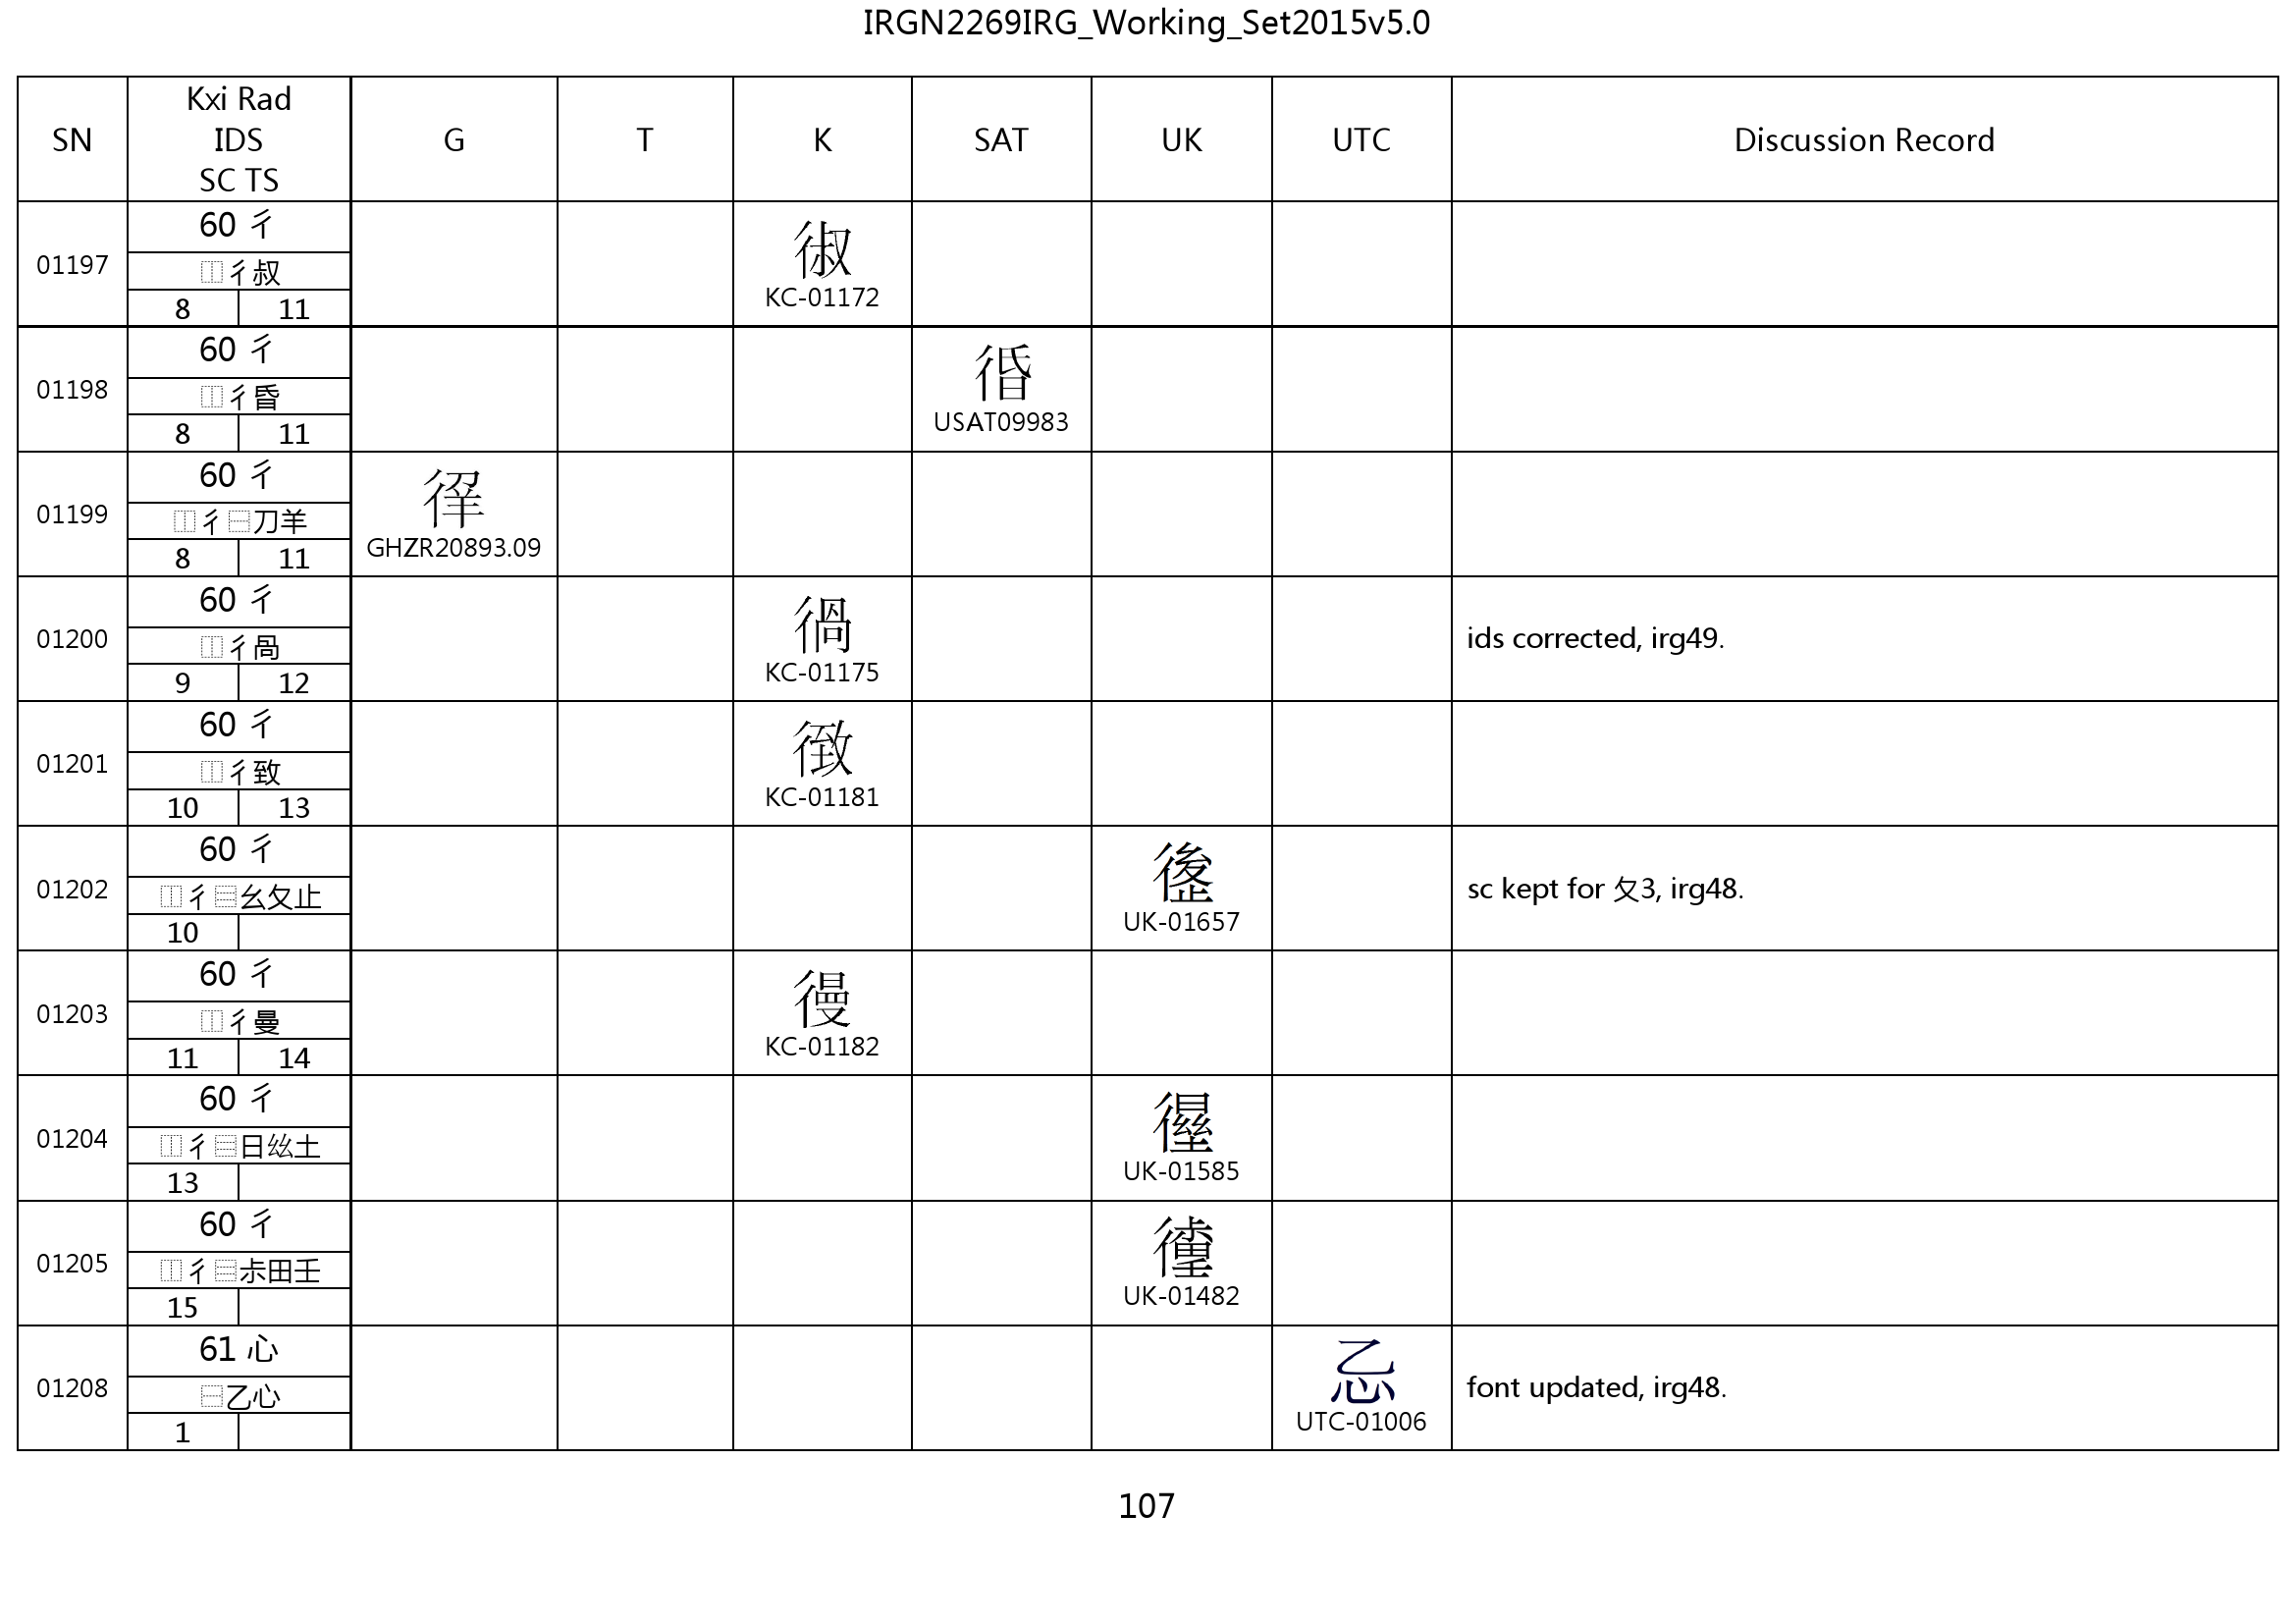 IRGN2269IRG_Working_Set2015v5.0
SN
Kxi Rad
IDS
SC TS
G
T
K
SAT
UK
UTC
Discussion Record
01197
60 彳
⿰彳叔
8 11
KC-01172
01198
60 彳
⿰彳昏
8 11
USAT09983
01199
60 彳
⿰彳⿱刀羊
8 11
GHZR20893.09
01200
60 彳
⿰彳咼
9 12
KC-01175
ids corrected, irg49.
01201
60 彳
⿰彳致
10 13
KC-01181
01202
60 彳
⿰彳⿳幺夂止
10
UK-01657
sc kept for 夂3, irg48.
01203
60 彳
⿰彳曼
11 14
KC-01182
01204
60 彳
⿰彳⿳日𢆶土
13
UK-01585
01205
60 彳
⿰彳⿳𣥂田壬
15
UK-01482
01208
61 心
⿱乙心
1
UTC-01006
font updated, irg48.
107